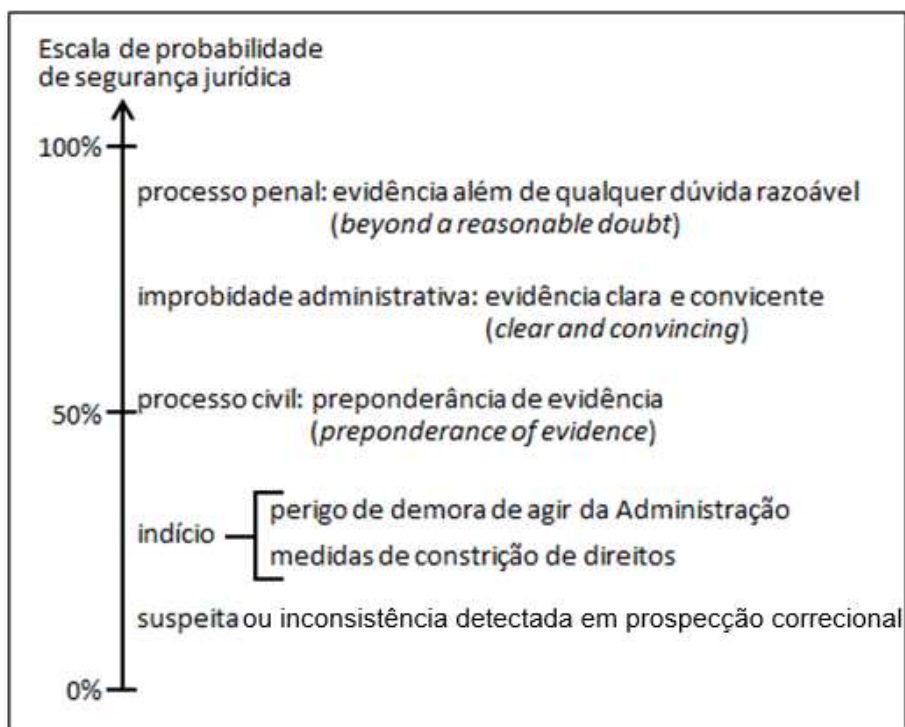 Escala de probabilidade
de segurança jurídica
100%
processo penal: evidência além de qualquer dúvida razoável
(beyond a reasonable doubt)
improbidade administrativa: evidência clara e convicente
(clear and convincing)
50%
processo civil: preponderância de evidência
(preponderance of evidence)
indício
perigo de demora de agir da Administração
medidas de constrição de direitos
suspeita ou inconsistência detectada em prospecção correcional
0%